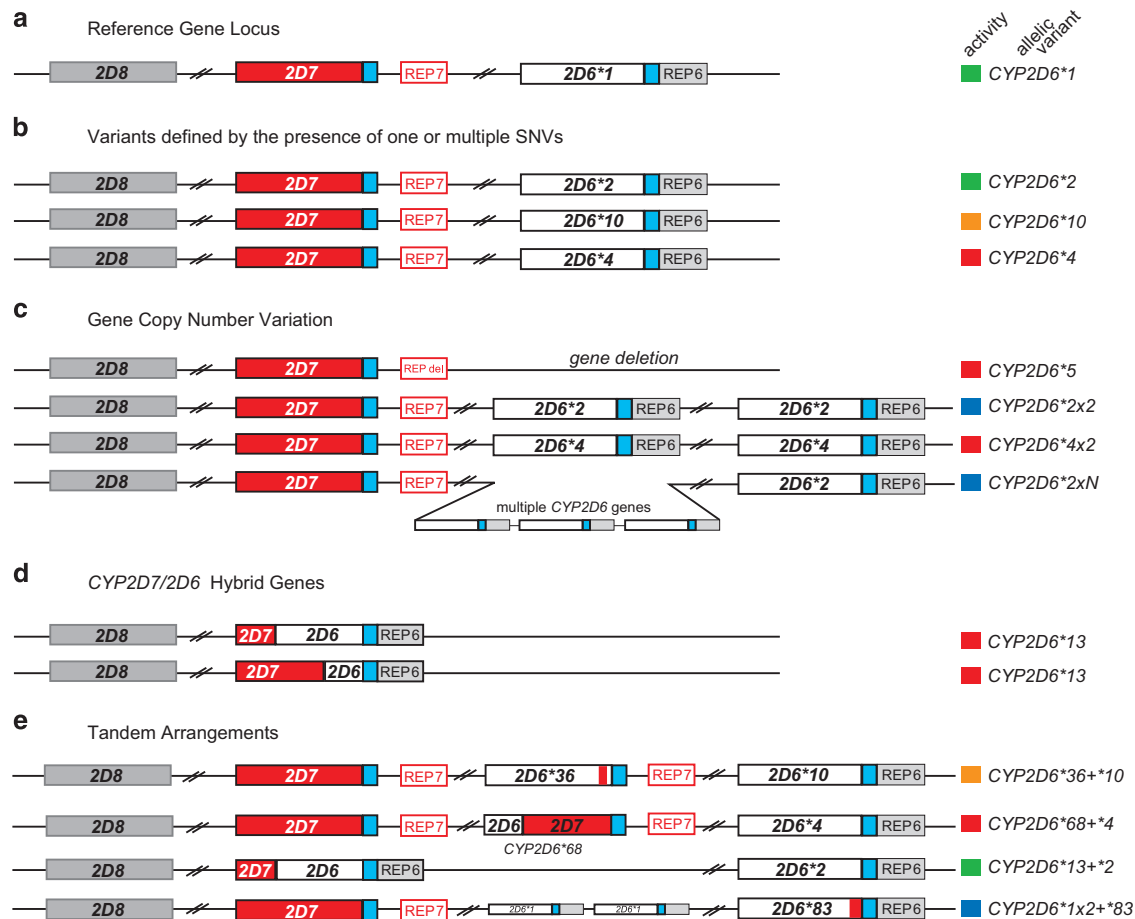 a Reference Gene Locus activity allelic variant
2D8 2D7 REP7 2D6*1 REP6 CYP2D6*1
b Variants defined by the presence of one or multiple SNVs
2D8 2D7 REP7 2D6*2 REP6 CYP2D6*2
2D8 2D7 REP7 2D6*10 REP6 CYP2D6*10
2D8 2D7 REP7 2D6*4 REP6 CYP2D6*4
c Gene Copy Number Variation
2D8 2D7 REP del gene deletion CYP2D6*5
2D8 2D7 REP7 2D6*2 REP6 2D6*2 REP6 CYP2D6*2x2
2D8 2D7 REP7 2D6*4 REP6 2D6*4 REP6 CYP2D6*4x2
2D8 2D7 REP7 2D6*2 REP6 CYP2D6*2xN
multiple CYP2D6 genes
d CYP2D7/2D6 Hybrid Genes
2D8 2D7 2D6 REP6 CYP2D6*13
2D8 2D7 2D6 REP6 CYP2D6*13
e Tandem Arrangements
2D8 2D7 REP7 2D6*36 REP7 2D6*10 REP6 CYP2D6*36+*10
2D8 2D7 REP7 2D6 2D7 REP7 2D6*4 REP6 CYP2D6*68+*4
CYP2D6*68
2D8 2D7 2D6 REP6 2D6*2 REP6 CYP2D6*13+*2
2D8 2D7 REP7 2D6*1 2D6*1 2D6*83 REP6 CYP2D6*1x2+*83